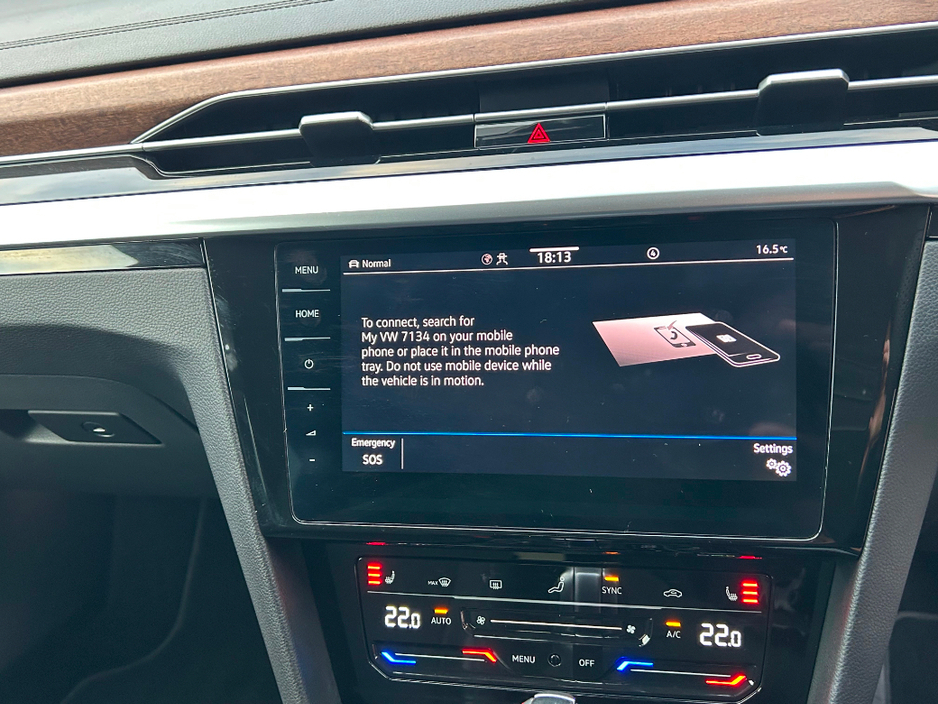 MENU
HOME
+
-
Normal
18:13
4
16.5°C
To connect, search for
My VW 7134 on your mobile
phone or place it in the mobile phone
tray. Do not use mobile device while
the vehicle is in motion.
Emergency
SOS
Settings
MAX
SYNC
22.0
AUTO
A/C
22.0
MENU
OFF